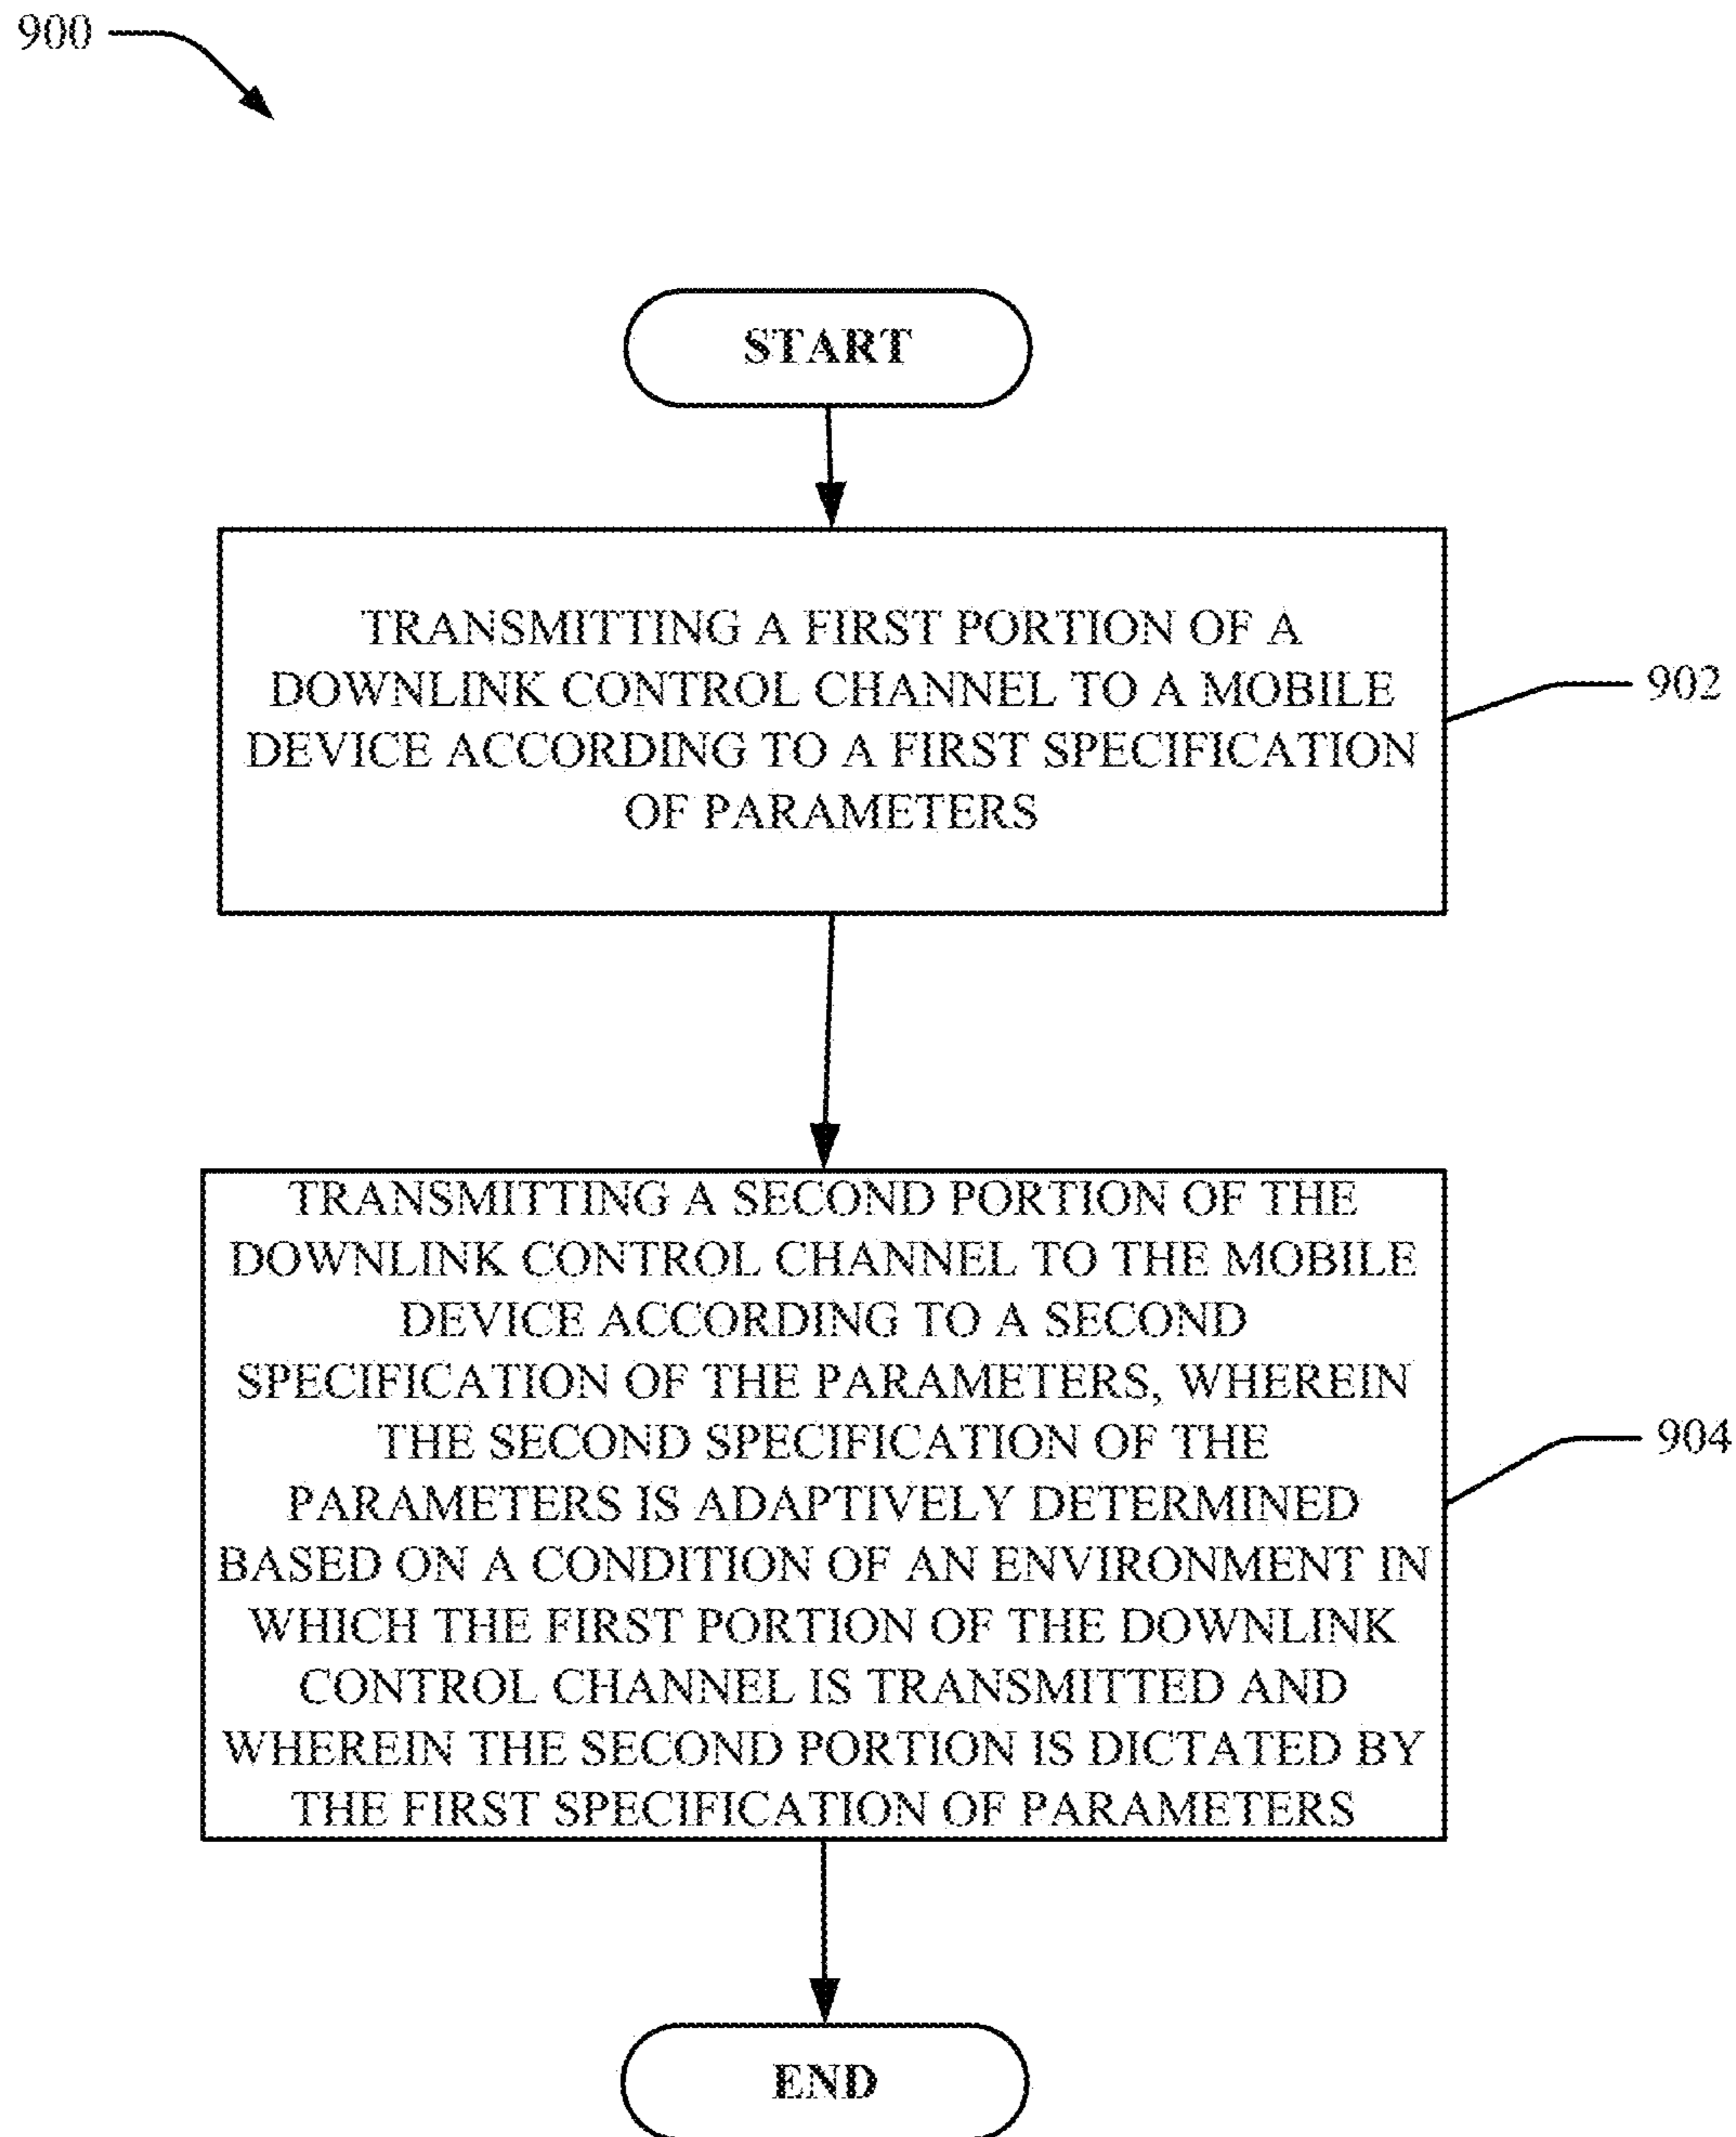 900
START
TRANSMITTING A FIRST PORTION OF A
DOWNLINK CONTROL CHANNEL TO A MOBILE
DEVICE ACCORDING TO A FIRST SPECIFICATION
OF PARAMETERS
902
TRANSMITTING A SECOND PORTION OF THE
DOWNLINK CONTROL CHANNEL TO THE MOBILE
DEVICE ACCORDING TO A SECOND
SPECIFICATION OF THE PARAMETERS, WHEREIN
THE SECOND SPECIFICATION OF THE
PARAMETERS IS ADAPTIVELY DETERMINED
BASED ON A CONDITION OF AN ENVIRONMENT IN
WHICH THE FIRST PORTION OF THE DOWNLINK
CONTROL CHANNEL IS TRANSMITTED AND
WHEREIN THE SECOND PORTION IS DICTATED BY
THE FIRST SPECIFICATION OF PARAMETERS
904
END